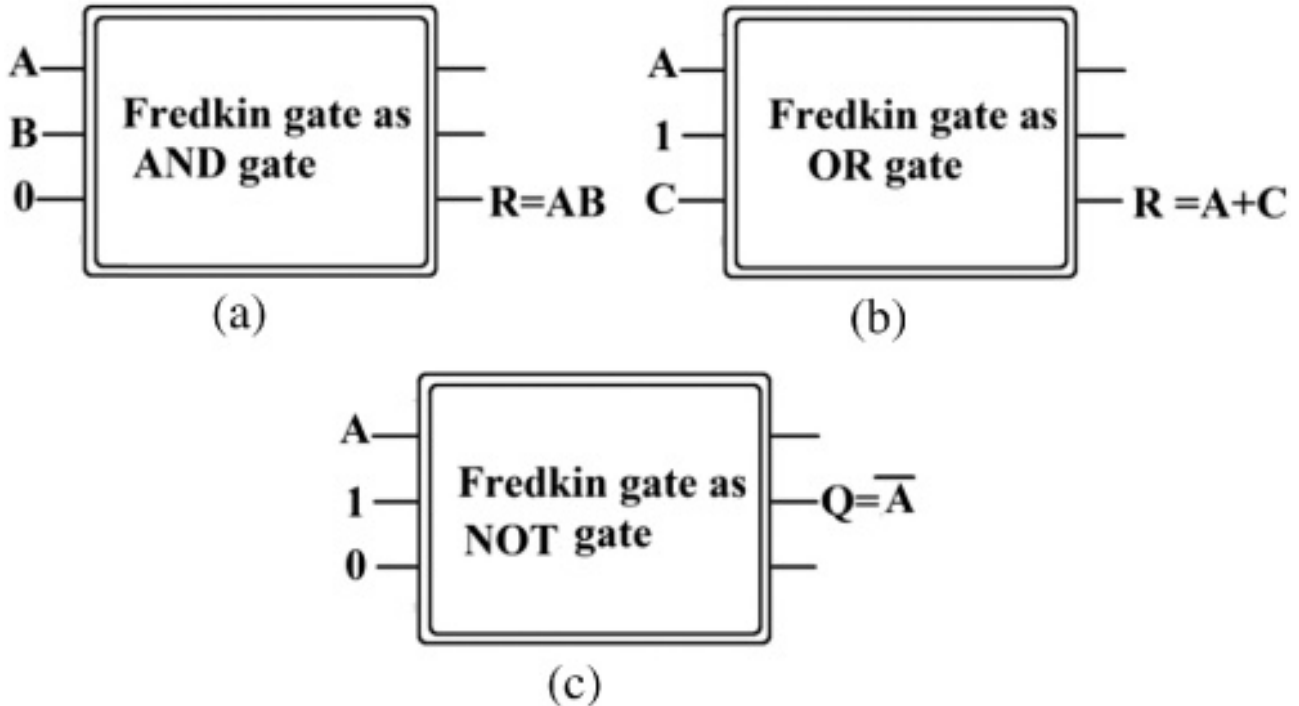 A
B
0
Fredkin gate as
AND gate
R=AB
(a)
A
1
C
Fredkin gate as
OR gate
R =A+C
(b)
A
1
0
Fredkin gate as
NOT gate
Q=A̅
(c)